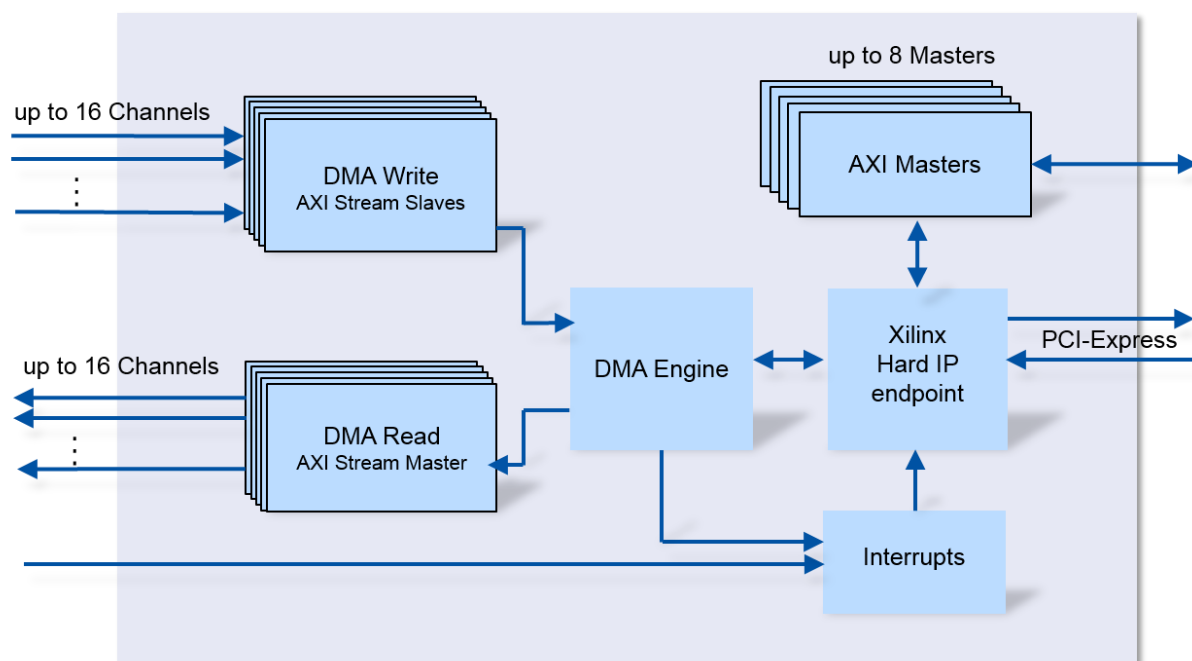 up to 8 Masters
up to 16 Channels
DMA Write
AXI Stream Slaves
AXI Masters
Xilinx
Hard IP
endpoint
PCI-Express
DMA Engine
up to 16 Channels
DMA Read
AXI Stream Master
Interrupts